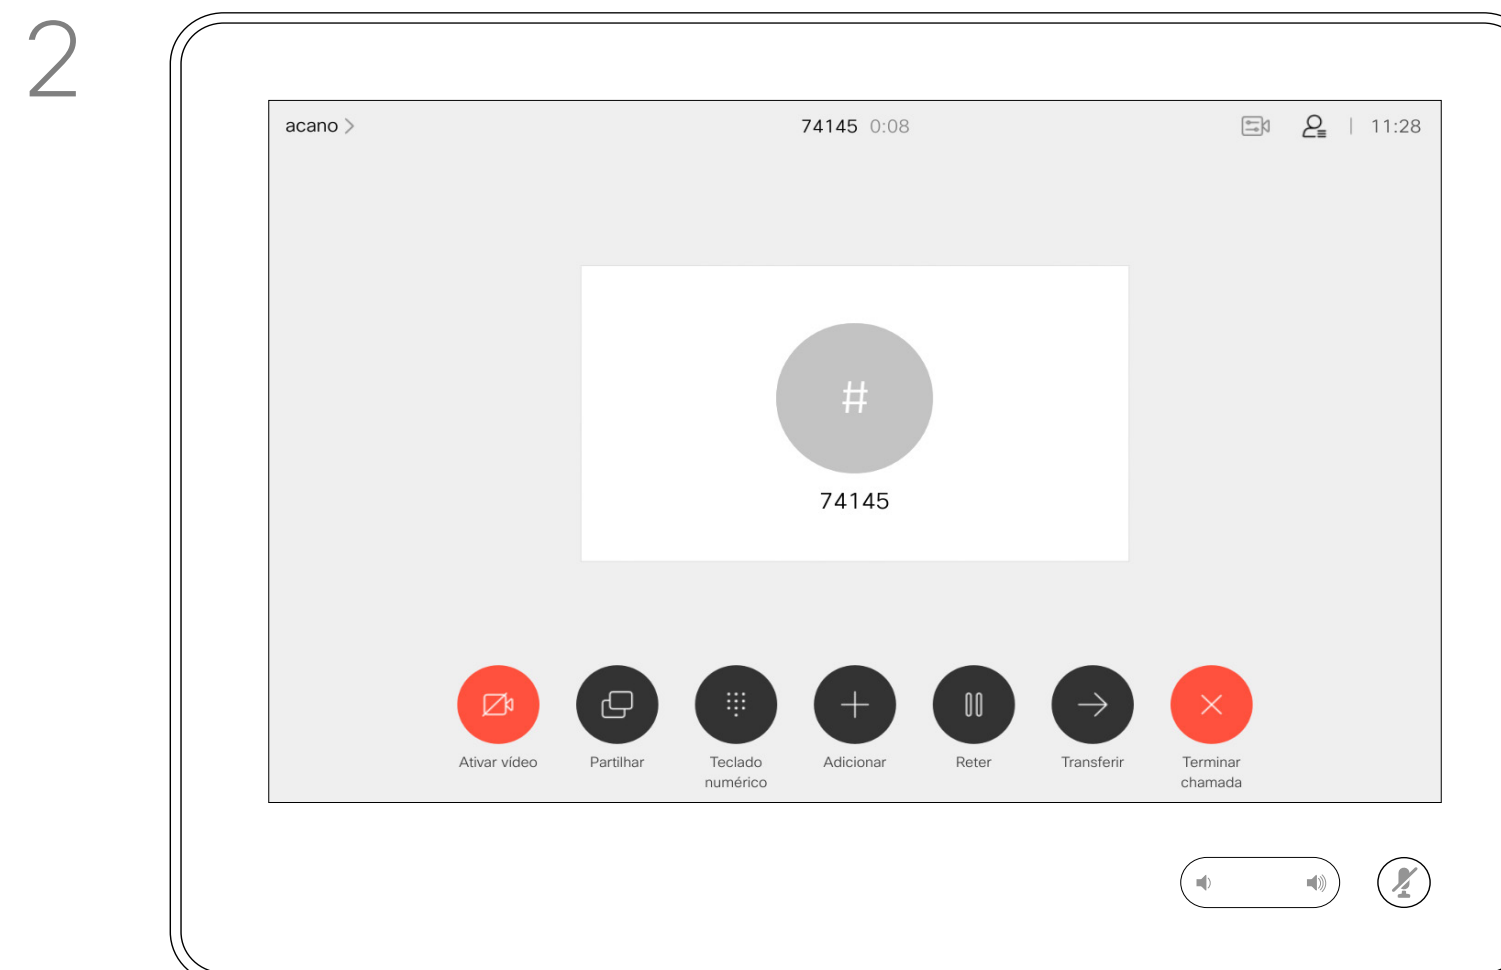 2
acano
74145 0:08
11:28
#
74145
Ativar vídeo
Partilhar
Teclado
numérico
Adicionar
Reter
Transferir
Terminar
chamada